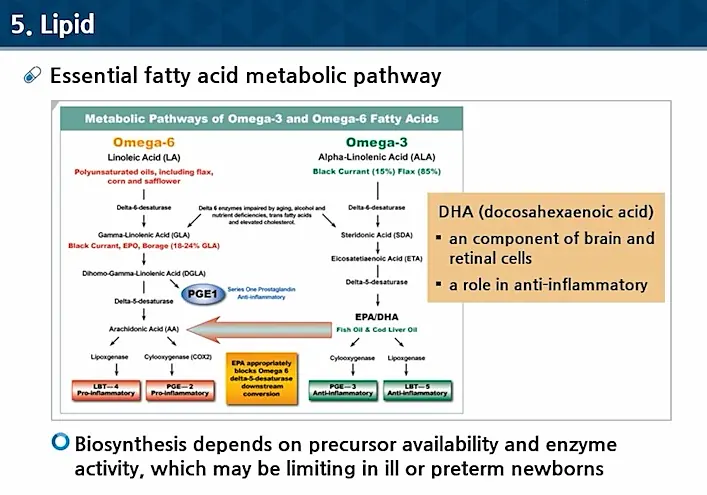 5. Lipid
Essential fatty acid metabolic pathway
Metabolic Pathways of Omega-3 and Omega-6 Fatty Acids
Omega-6
Linoleic Acid (LA)
Polyunsaturated oils, including flax,
corn and safflower
Omega-3
Alpha-Linolenic Acid (ALA)
Black Currant (15%) Flax (85%)
Delta-6-desaturase
Delta 6 enzymes impaired by aging, alcohol and
nutrient deficiencies, trans fatty acids
and elevated cholesterol.
Delta-6-desaturase
Gamma-Linolenic Acid (GLA)
Black Currant, EPO, Borage (18-24% GLA)
Steridonic Acid (SDA)
Eicosatetiaenoic Acid (ETA)
Dihomo-Gamma-Linolenic Acid (DGLA)
PGE1
Series One Prostaglandin
Anti-inflammatory
Delta-5-desaturase
Delta-5-desaturase
Arachidonic Acid (AA)
EPA/DHA
Fish Oil & Cod Liver Oil
Lipoxgenase
Cylooxygenase (COX2)
Cylooxygenase
Lipoxgenase
LBT—4
Pro-inflammatory
PGE—2
Pro-inflammatory
EPA appropriately
blocks Omega 6
delta-5-desaturase
downstream
conversion
PGE—3
Anti-inflammatory
LBT—5
Anti-inflammatory
DHA (docosahexaenoic acid)
▪ an component of brain and
retinal cells
▪ a role in anti-inflammatory
Biosynthesis depends on precursor availability and enzyme
activity, which may be limiting in ill or preterm newborns